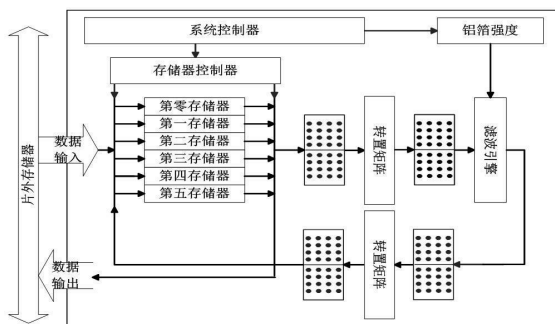 系统控制器
铝箔强度
存储器控制器
片外存储器
数据
输入
第零存储器
第一存储器
第二存储器
第三存储器
第四存储器
第五存储器
转置矩阵
滤波引擎
数据
输出
转置矩阵